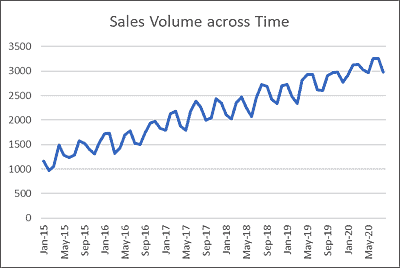 Sales Volume across Time
3500
3000
2500
2000
1500
1000
500
0
Jan-15
May-15
Sep-15
Jan-16
May-16
Sep-16
Jan-17
May-17
Sep-17
Jan-18
May-18
Sep-18
Jan-19
May-19
Sep-19
Jan-20
May-20